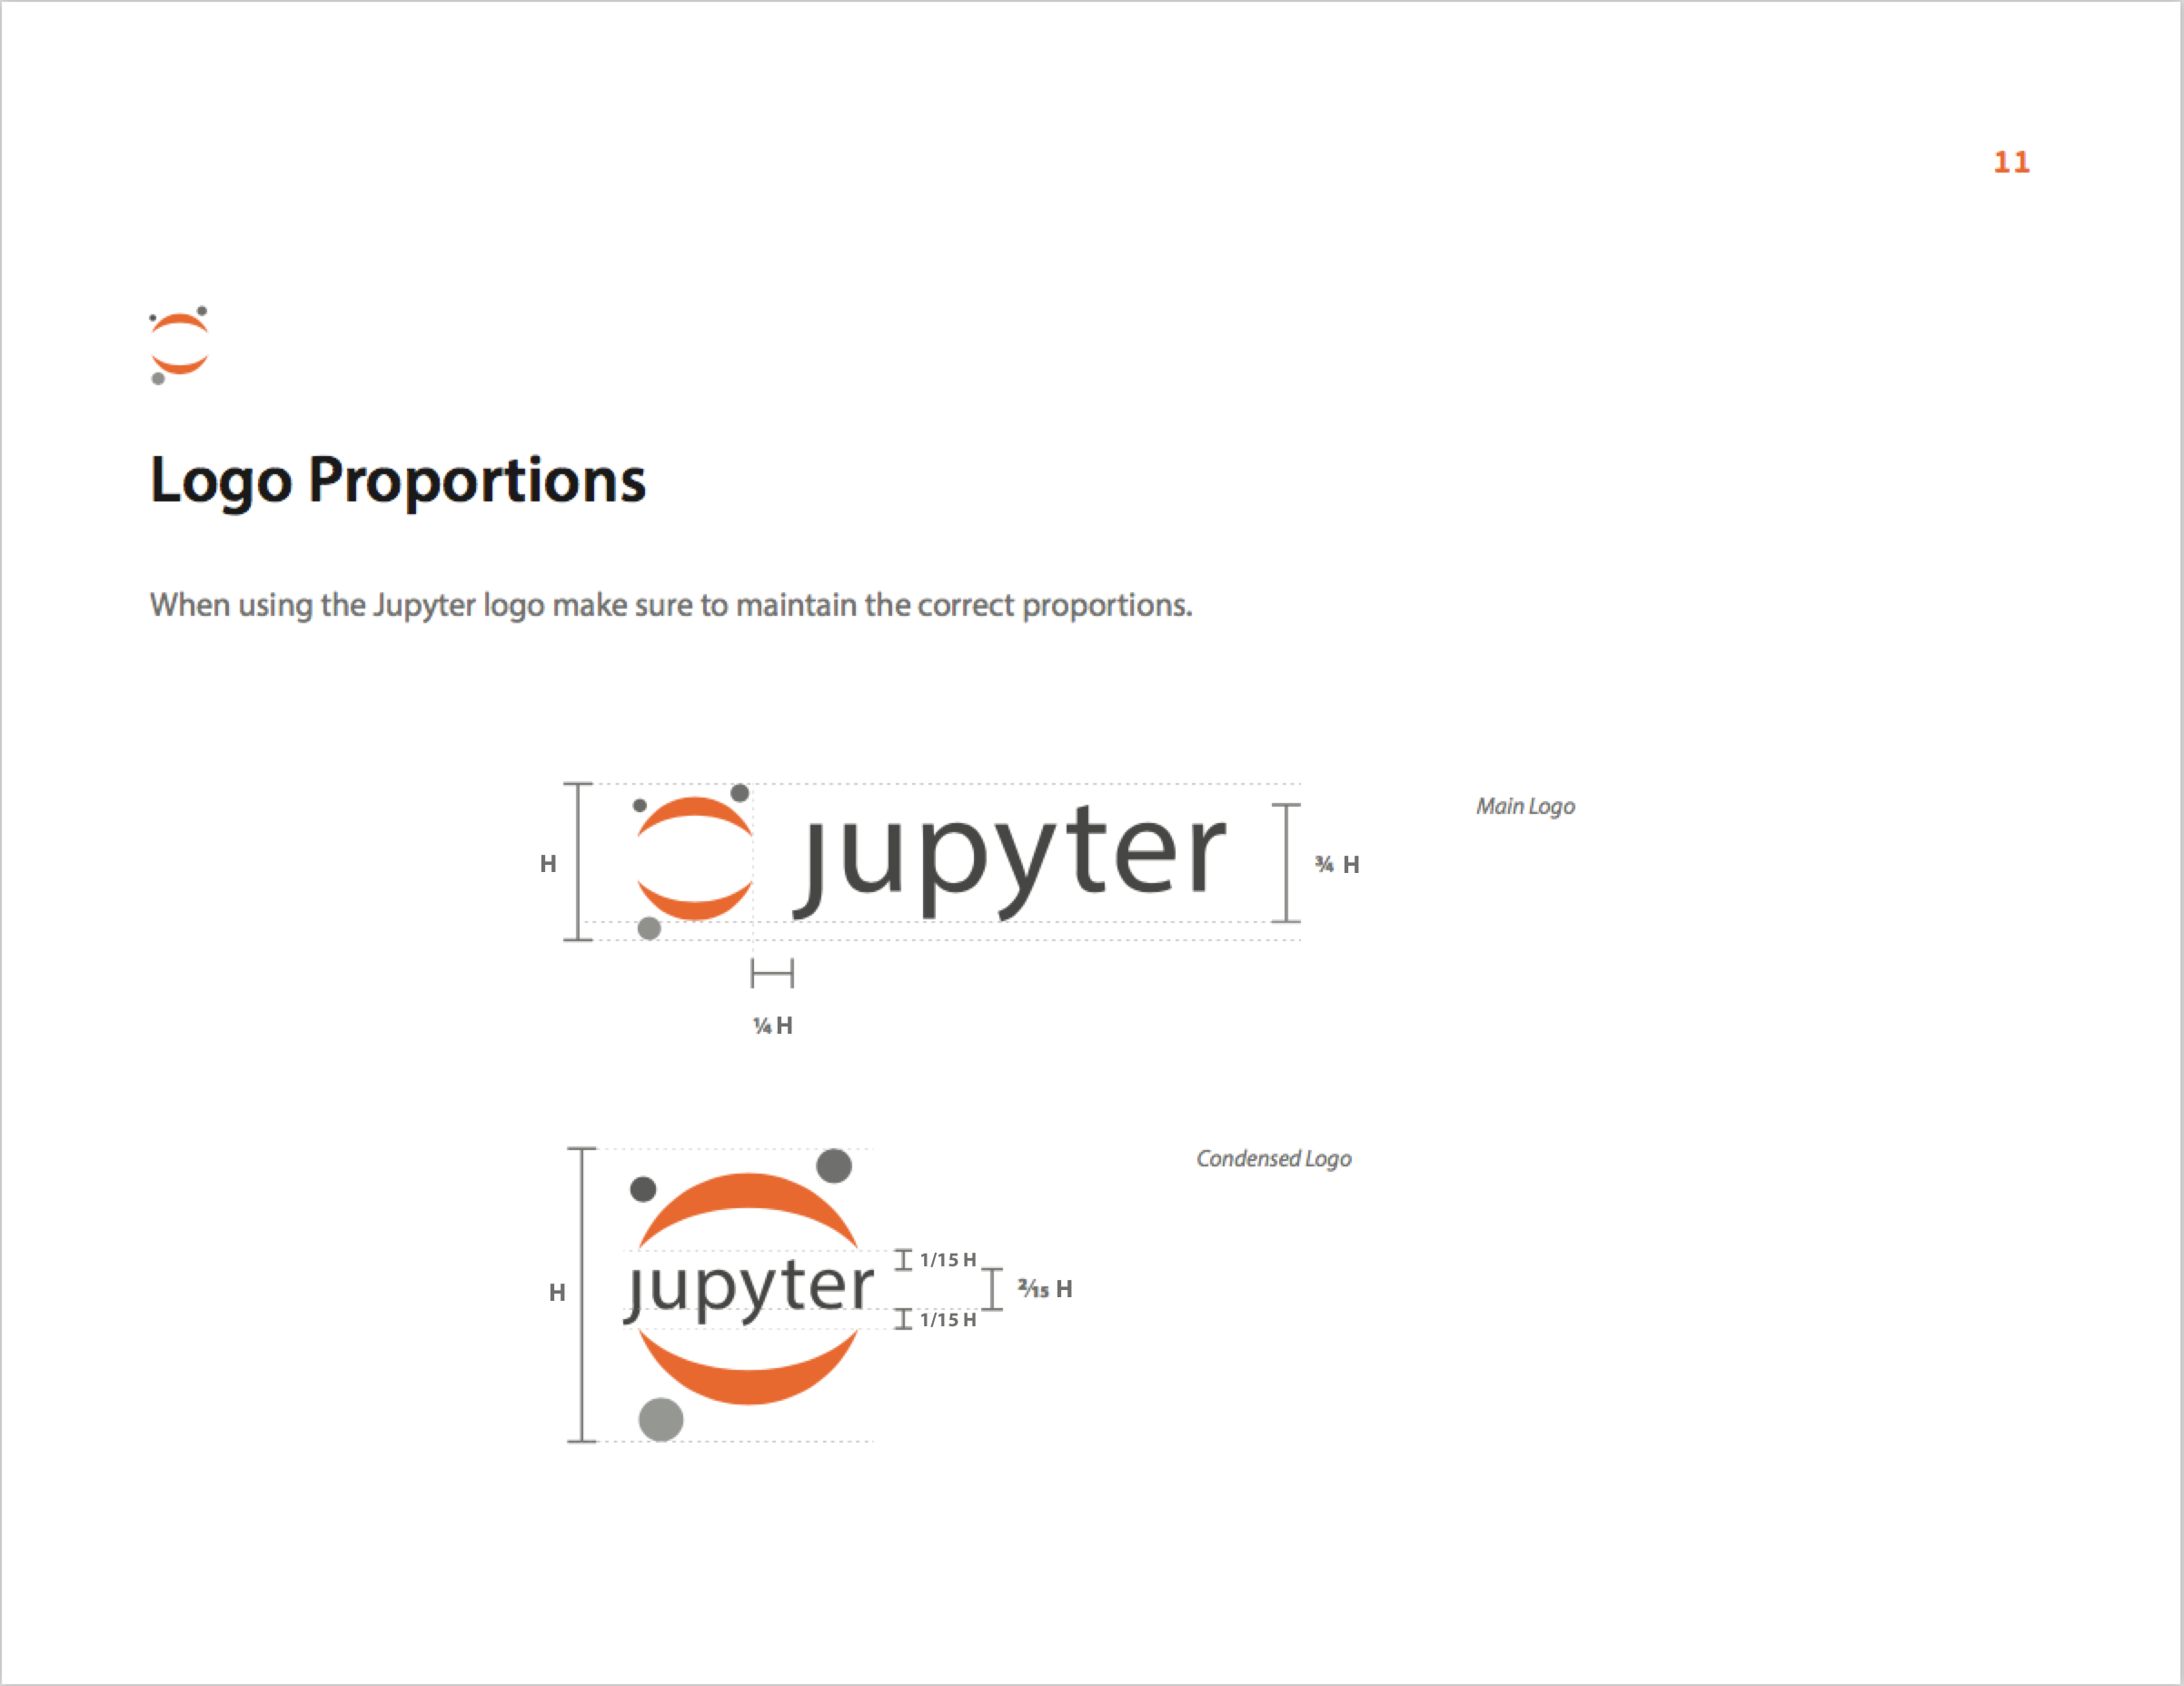 11
Logo Proportions
When using the Jupyter logo make sure to maintain the correct proportions.
Main Logo
H
jupyter
¾ H
¼ H
Condensed Logo
H
jupyter
1/15 H
²⁄₁₅ H
1/15 H